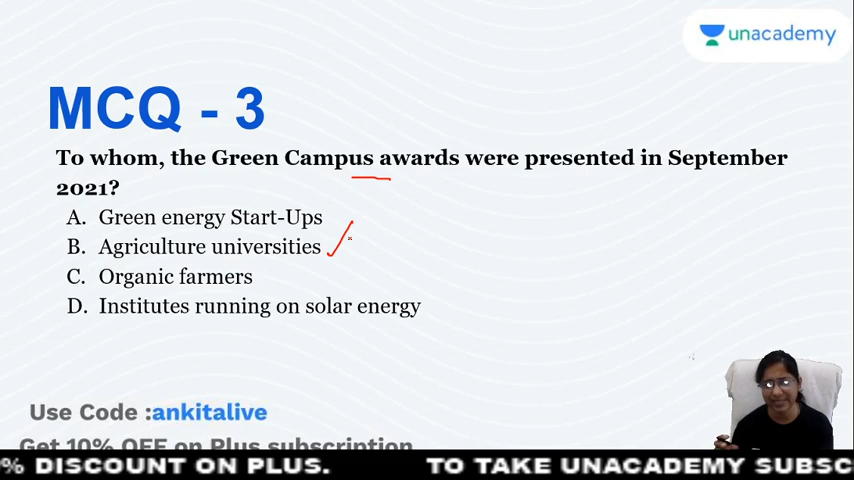 unacademy
MCQ - 3
To whom, the Green Campus awards were presented in September
2021?
A. Green energy Start-Ups
B. Agriculture universities
C. Organic farmers
D. Institutes running on solar energy
Use Code :ankitalive
Get 10% OFF on Plus subscription
% DISCOUNT ON PLUS. TO TAKE UNACADEMY SUBSC